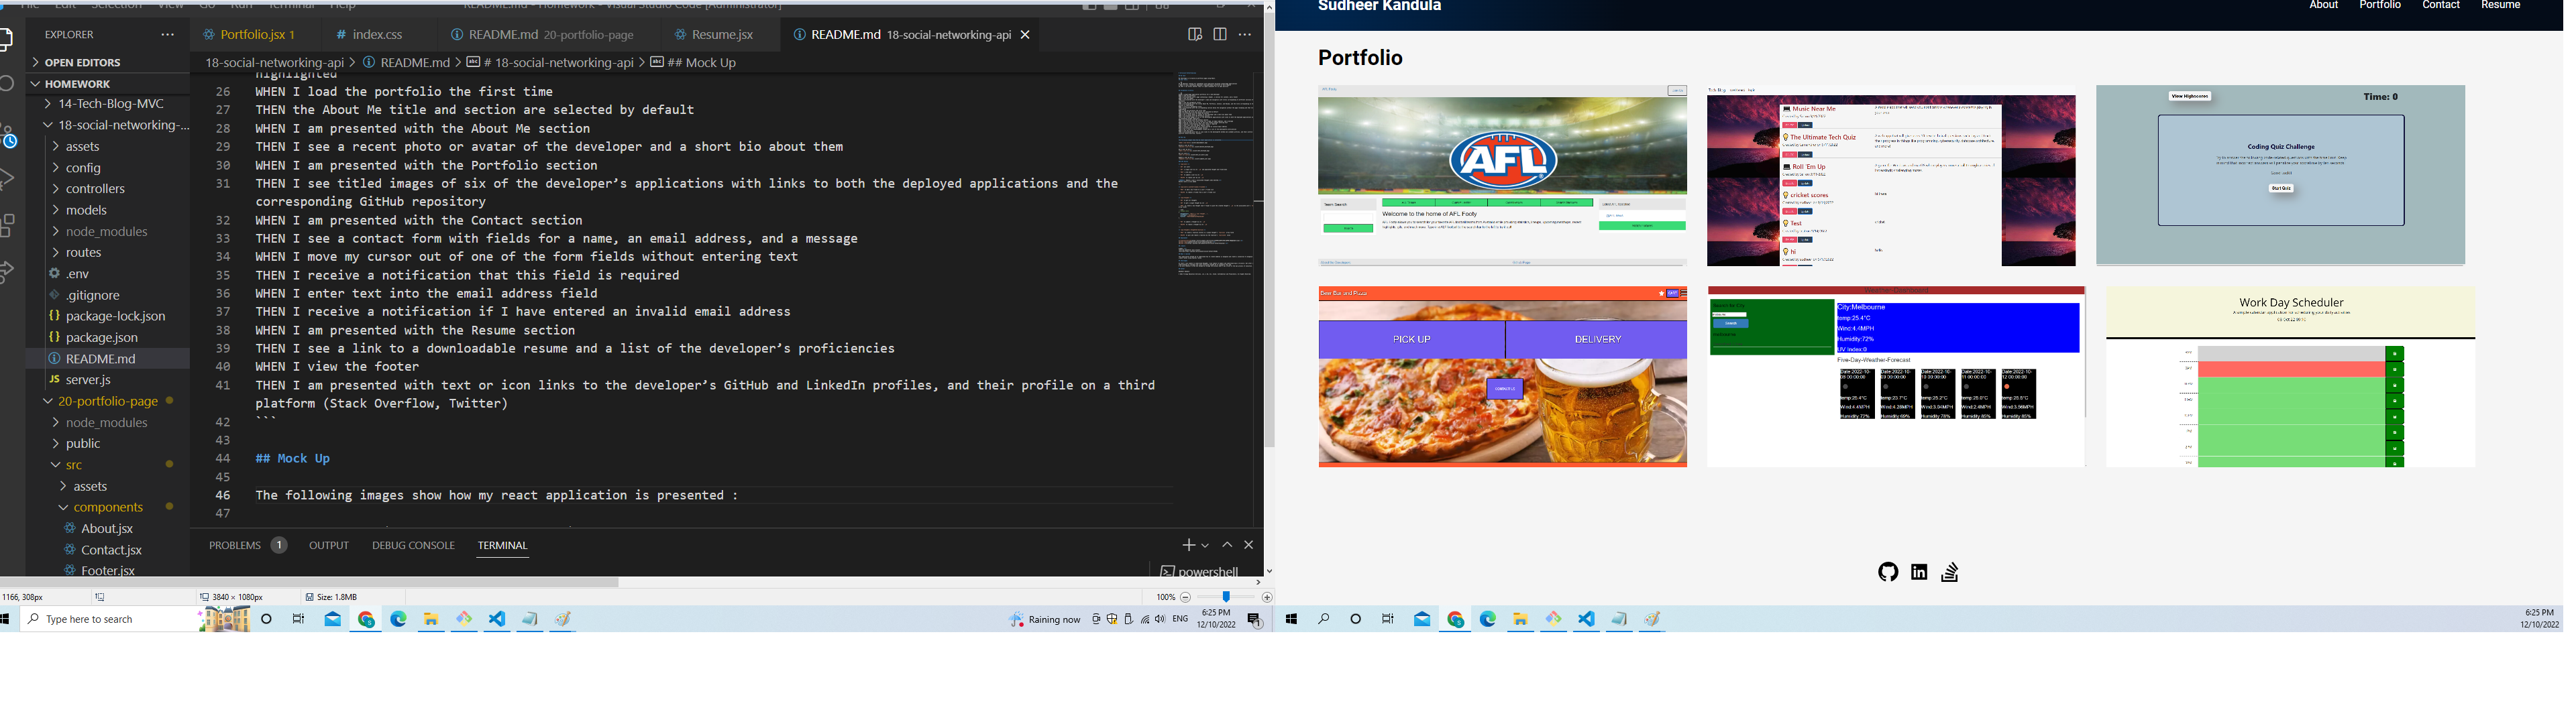 File Edit Selection View Go Run Terminal Help
README.md - Homework - Visual Studio Code [Administrator]
EXPLORER
Portfolio.jsx 1
index.css
README.md 20-portfolio-page
Resume.jsx
README.md 18-social-networking-api
OPEN EDITORS
18-social-networking-api > README.md > # 18-social-networking-api > ## Mock Up
HOMEWORK
14-Tech-Blog-MVC
18-social-networking-...
assets
config
controllers
models
node_modules
routes
.env
.gitignore
package-lock.json
package.json
README.md
server.js
20-portfolio-page
node_modules
public
src
assets
components
About.jsx
Contact.jsx
Footer.jsx
highlighted
26 WHEN I load the portfolio the first time
27 THEN the About Me title and section are selected by default
28 WHEN I am presented with the About Me section
29 THEN I see a recent photo or avatar of the developer and a short bio about them
30 WHEN I am presented with the Portfolio section
31 THEN I see titled images of six of the developer’s applications with links to both the deployed applications and the
corresponding GitHub repository
32 WHEN I am presented with the Contact section
33 THEN I see a contact form with fields for a name, an email address, and a message
34 WHEN I move my cursor out of one of the form fields without entering text
35 THEN I receive a notification that this field is required
36 WHEN I enter text into the email address field
37 THEN I receive a notification if I have entered an invalid email address
38 WHEN I am presented with the Resume section
39 THEN I see a link to a downloadable resume and a list of the developer’s proficiencies
40 WHEN I view the footer
41 THEN I am presented with text or icon links to the developer’s GitHub and LinkedIn profiles, and their profile on a third
platform (Stack Overflow, Twitter)
42 ```
43
44 ## Mock Up
45
46 The following images show how my react application is presented :
47
PROBLEMS 1 OUTPUT DEBUG CONSOLE TERMINAL
powershell
1166, 308px
3840 × 1080px
Size: 1.8MB
100%
Type here to search
Raining now
ENG
6:25 PM
12/10/2022
1
Sudheer Kandula
About Portfolio Contact Resume
Portfolio
AFL
Welcome to the home of AFL Footy
Music Near Me
The Ultimate Tech Quiz
Roll 'Em Up
cricket scores
Test
hi
View Highscores
Time: 0
Coding Quiz Challenge
Start Quiz
PICK UP
DELIVERY
City:Melbourne
temp:25.4°C
Wind:4.4MPH
Humidity:72%
UV Index:0
Five-Day-Weather-Forecast
Work Day Scheduler
6:25 PM
12/10/2022